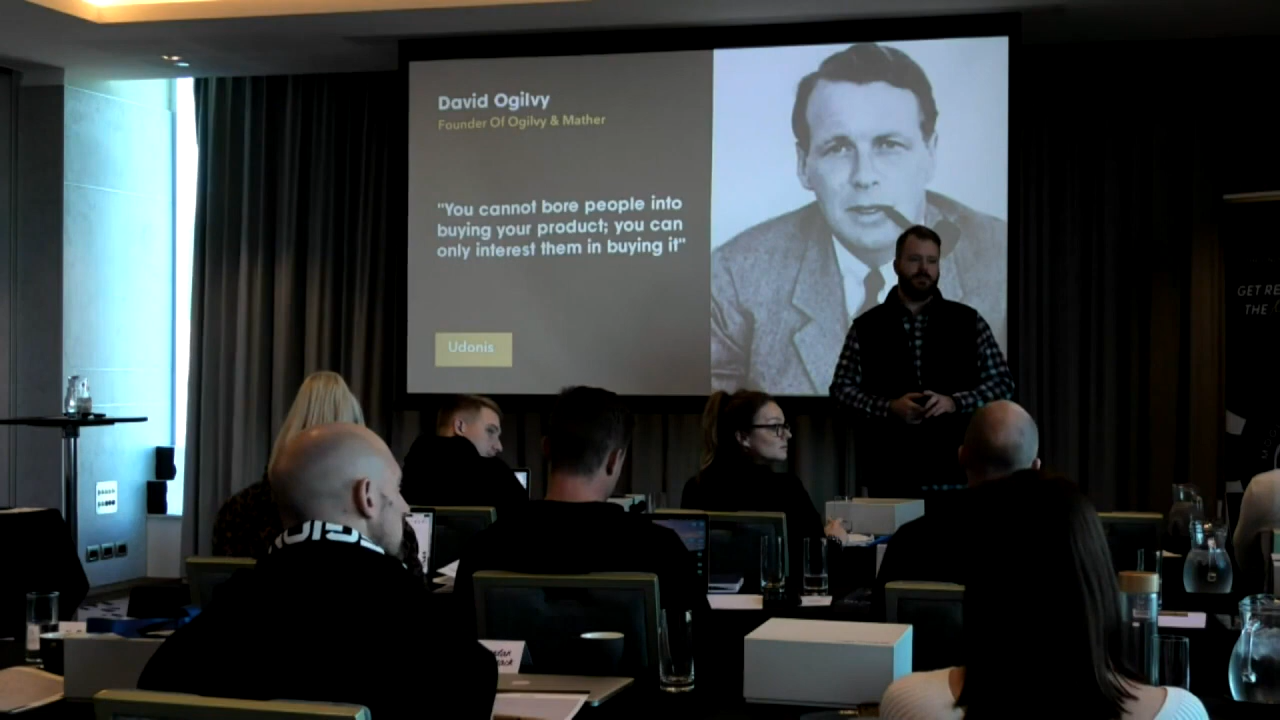 David Ogilvy
Founder Of Ogilvy & Mather
"You cannot bore people into
buying your product; you can
only interest them in buying it"
Udonis
GET RE
THE